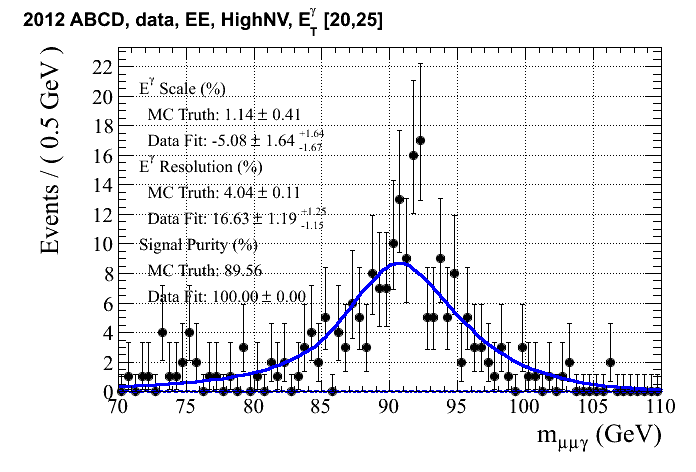 2012 ABCD, data, EE, HighNV, E_T^γ [20,25]
Events / ( 0.5 GeV )
22
20
18
16
14
12
10
8
6
4
2
0
E^γ Scale (%)
MC Truth: 1.14 ± 0.41
Data Fit: -5.08 ± 1.64 +1.64 -1.67
E^γ Resolution (%)
MC Truth: 4.04 ± 0.11
Data Fit: 16.63 ± 1.19 +1.25 -1.15
Signal Purity (%)
MC Truth: 89.56
Data Fit: 100.00 ± 0.00
70 75 80 85 90 95 100 105 110
m_μμγ (GeV)